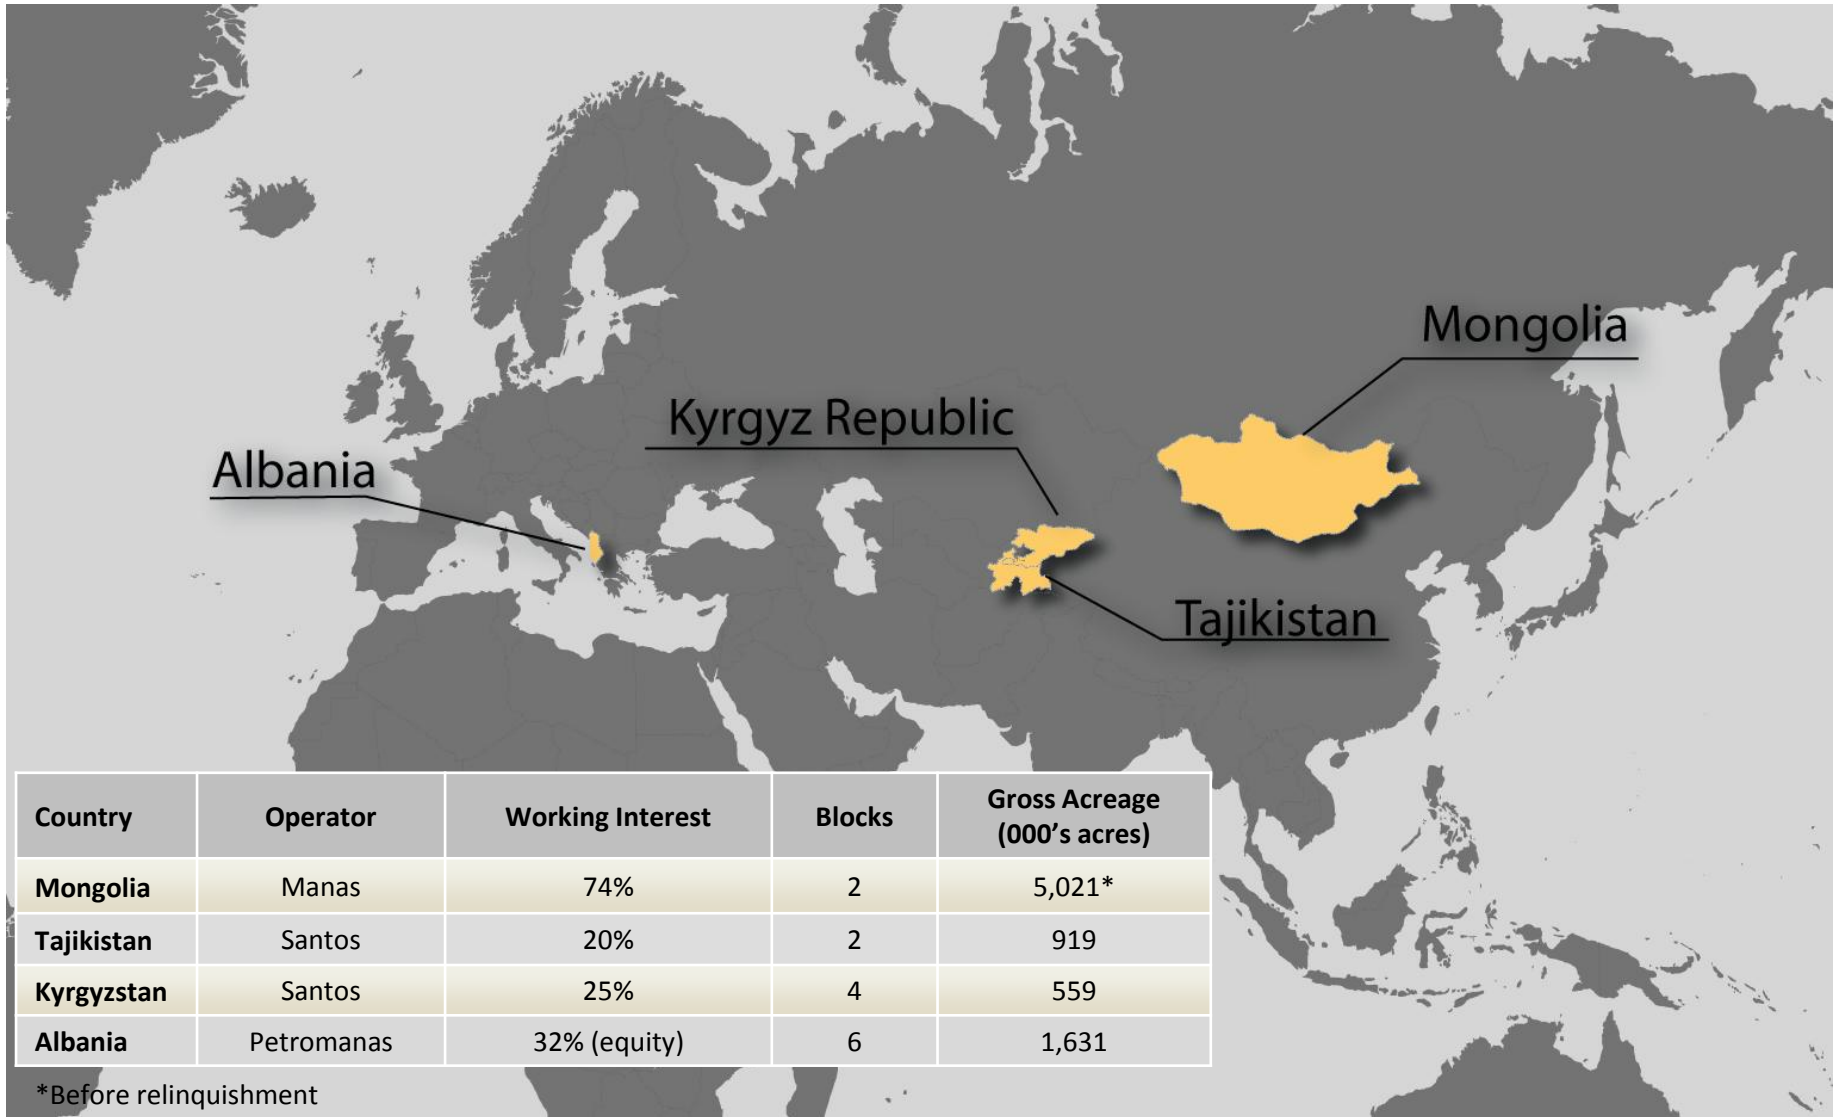 Mongolia
Kyrgyz Republic
Albania
Tajikistan
Country Operator Working Interest Blocks Gross Acreage (000’s acres)
Mongolia Manas 74% 2 5,021*
Tajikistan Santos 20% 2 919
Kyrgyzstan Santos 25% 4 559
Albania Petromanas 32% (equity) 6 1,631
*Before relinquishment